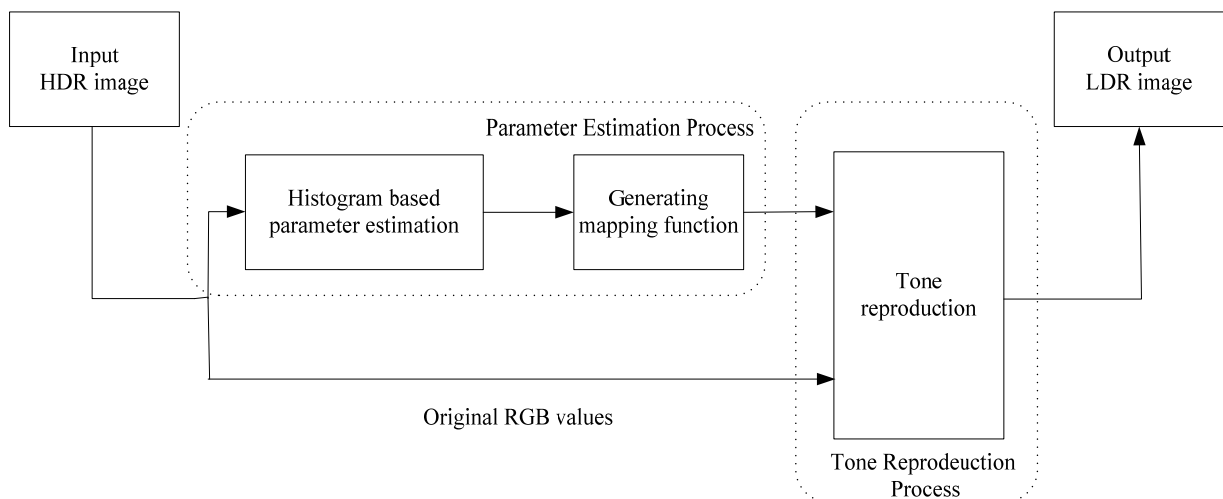 Input
HDR image
Output
LDR image
Parameter Estimation Process
Histogram based
parameter estimation
Generating
mapping function
Tone
reproduction
Original RGB values
Tone Reprodeuction
Process